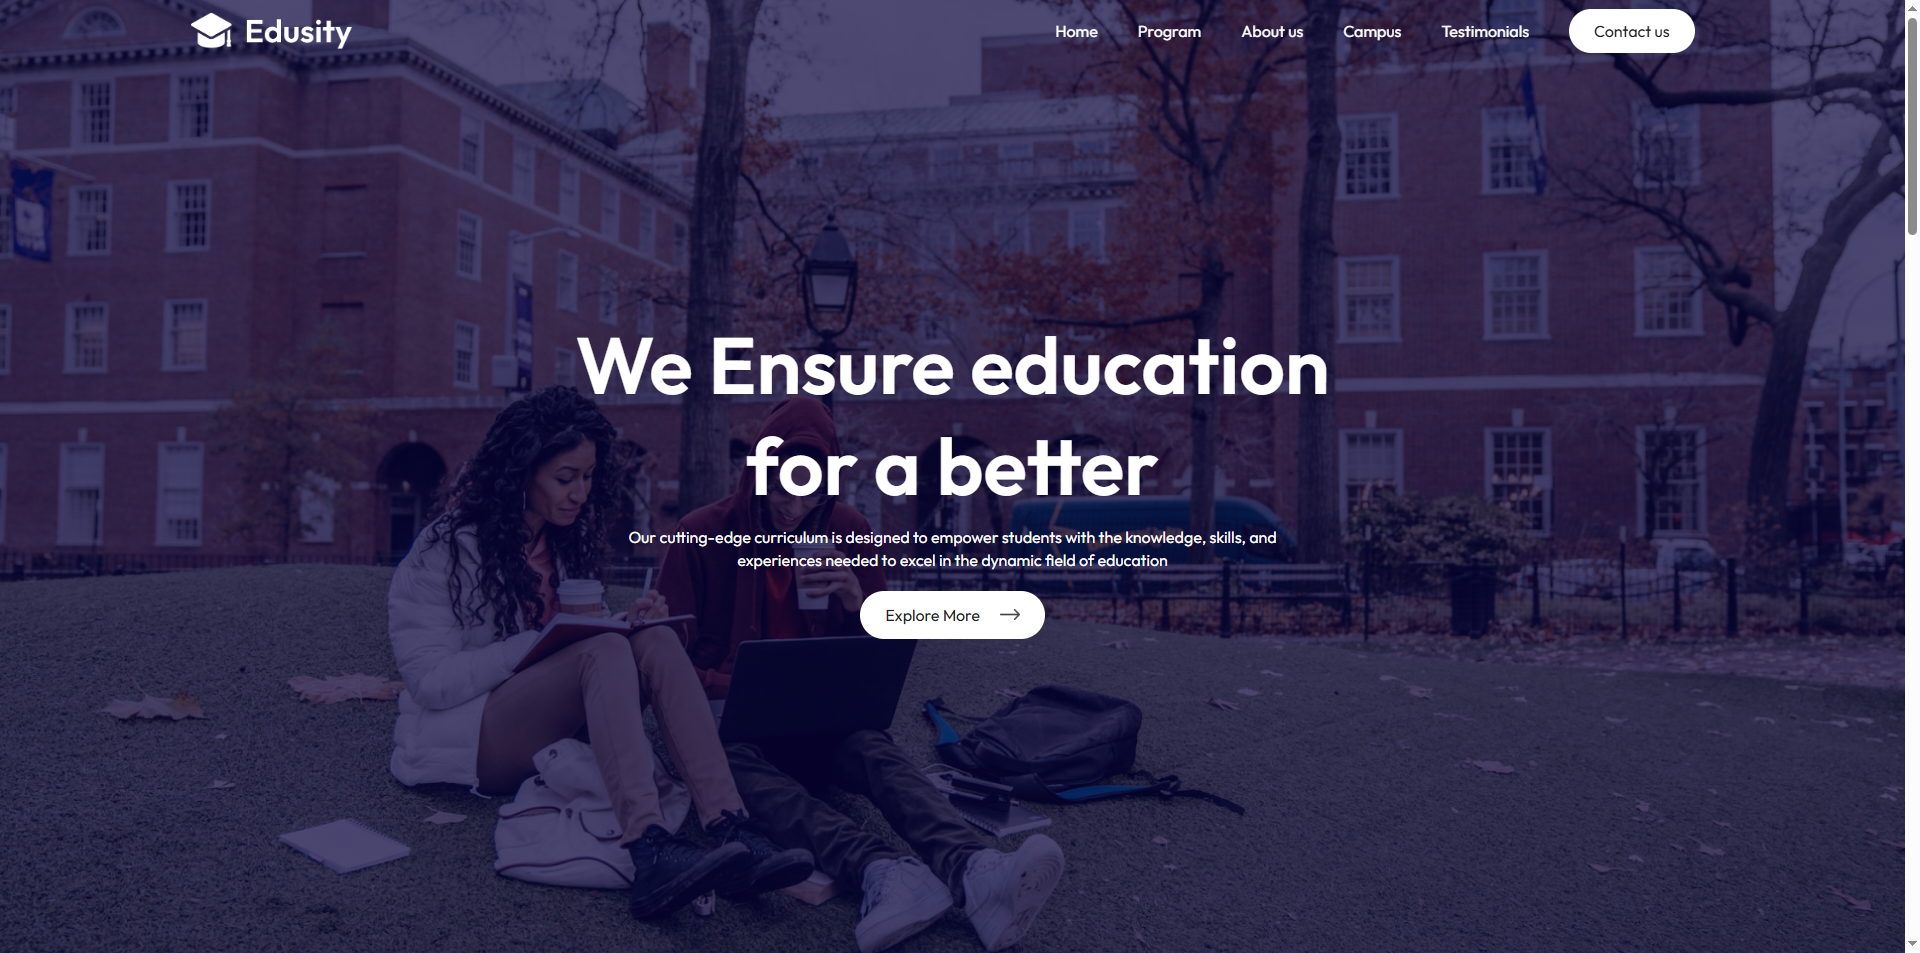 Edusity
Home Program About us Campus Testimonials Contact us
We Ensure education
for a better
Our cutting-edge curriculum is designed to empower students with the knowledge, skills, and
experiences needed to excel in the dynamic field of education
Explore More